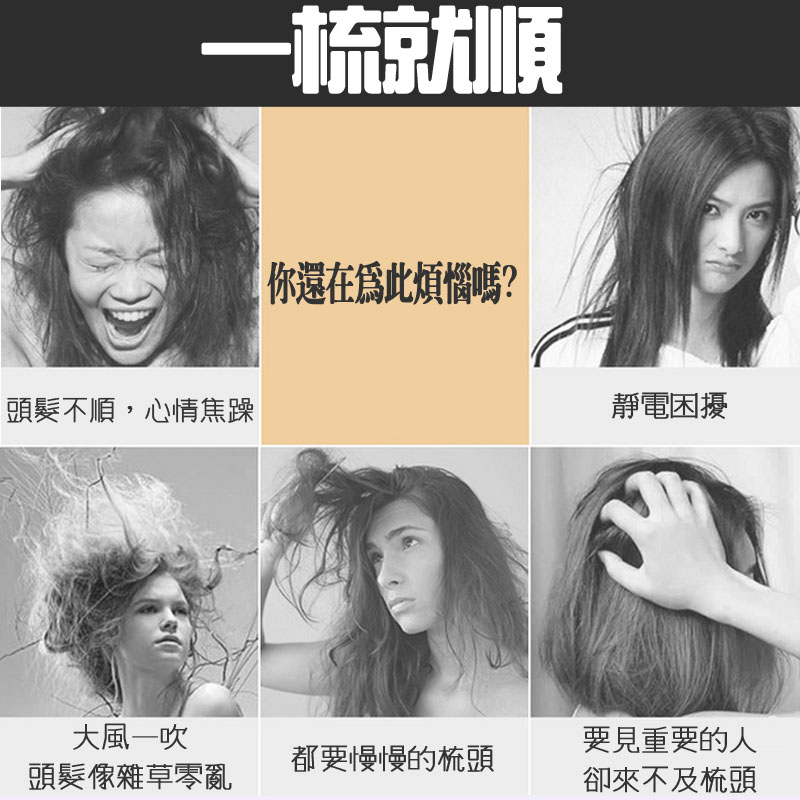 一梳就順
你還在為此煩惱嗎?
頭髮不順，心情焦躁
靜電困擾
大風一吹
頭髮像雜草零亂
都要慢慢的梳頭
要見重要的人
卻來不及梳頭